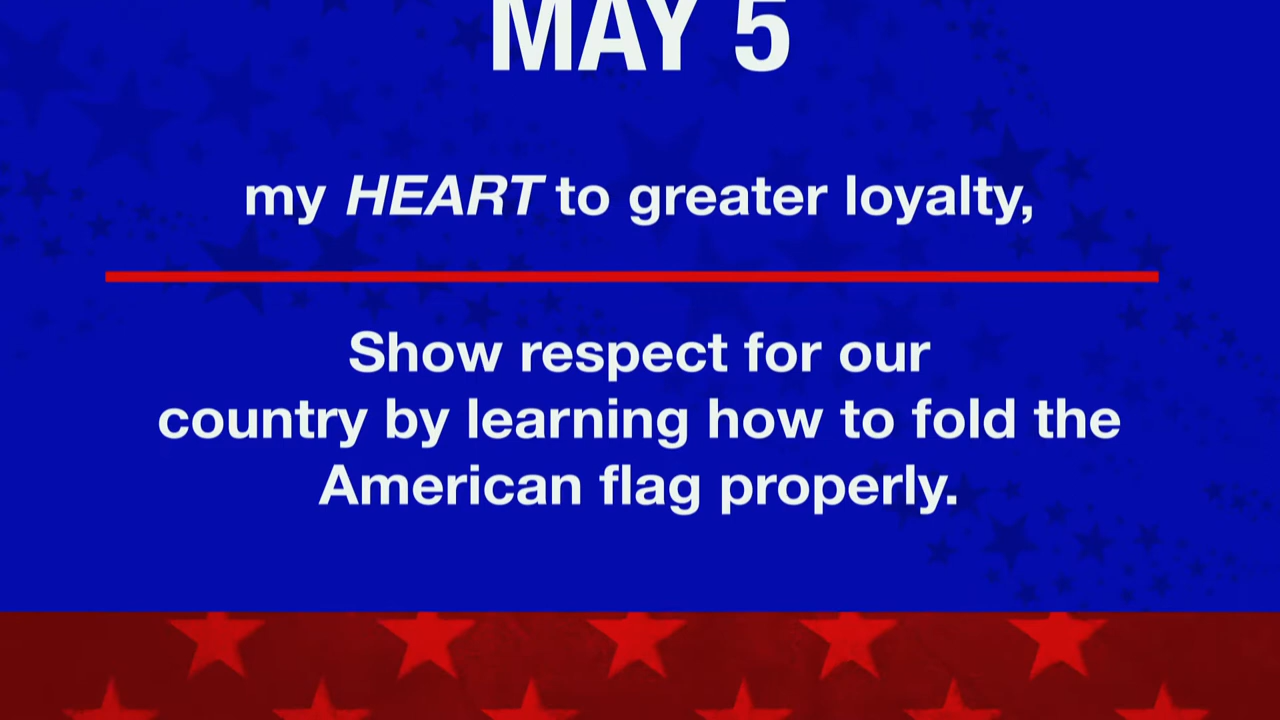 MAY 5
my HEART to greater loyalty,
Show respect for our
country by learning how to fold the
American flag properly.